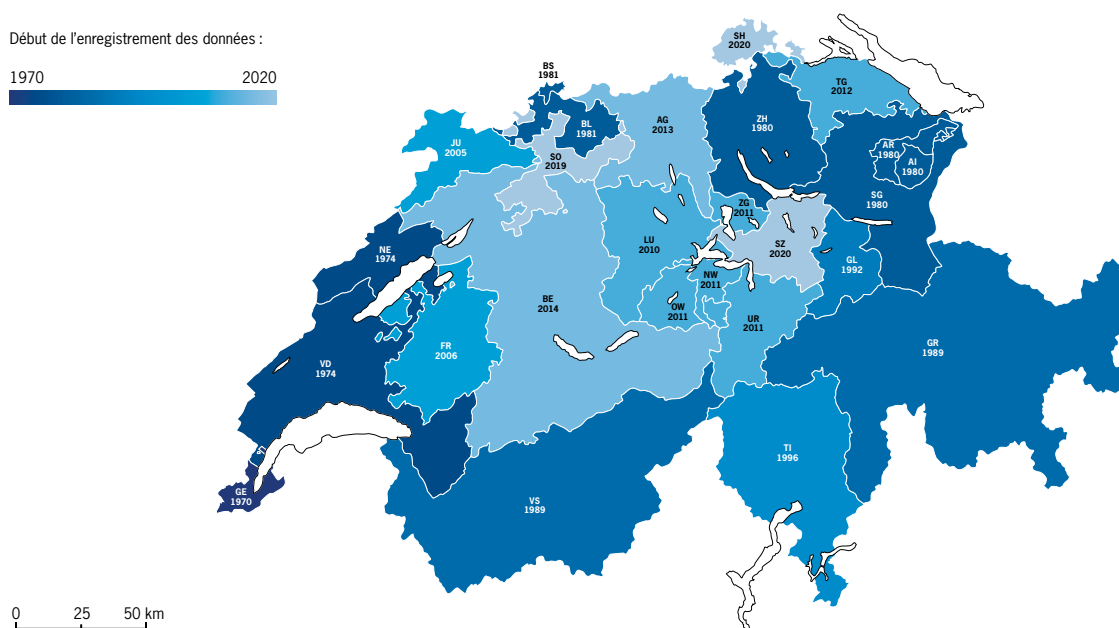 Début de l'enregistrement des données :
1970 2020
SH
2020
BS
1981
TG
2012
BL
1981
AG
2013
ZH
1980
JU
2005
SO
2019
AR
1980
AI
1980
SG
1980
ZG
2011
NE
1974
LU
2010
SZ
2020
GL
1992
NW
2011
BE
2014
OW
2011
UR
2011
FR
2006
GR
1989
VD
1974
TI
1996
GE
1970
VS
1989
0 25 50 km